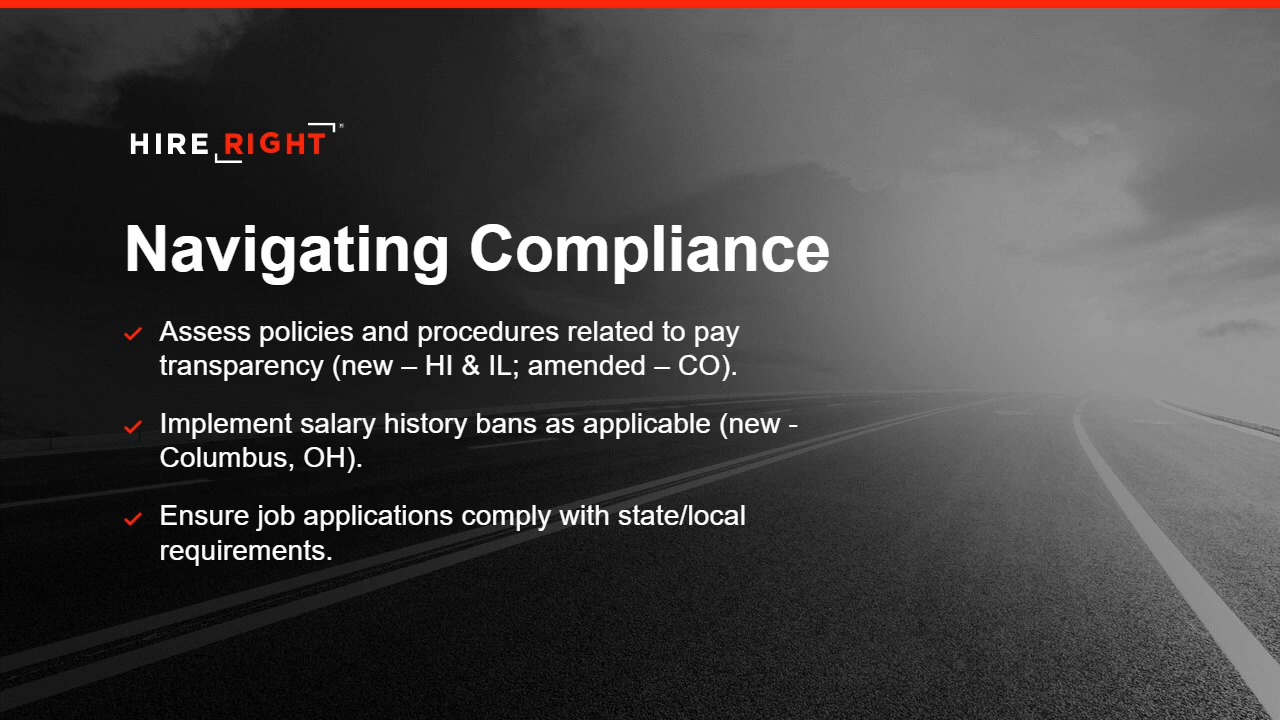 HIRE RIGHT
Navigating Compliance
Assess policies and procedures related to pay
transparency (new – HI & IL; amended – CO).
Implement salary history bans as applicable (new -
Columbus, OH).
Ensure job applications comply with state/local
requirements.